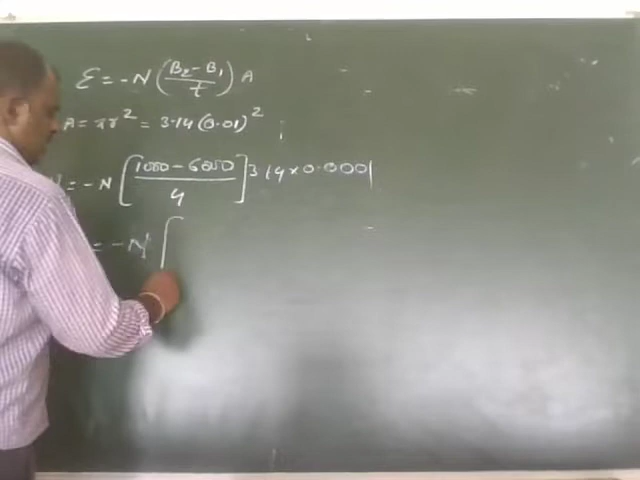 ε = -N (B₂ - B₁ / t) A
A = πr² = 3.14 (0.01)²
= -N [1000 - 6000 / 4] 3.14 × 0.0001
= -N [